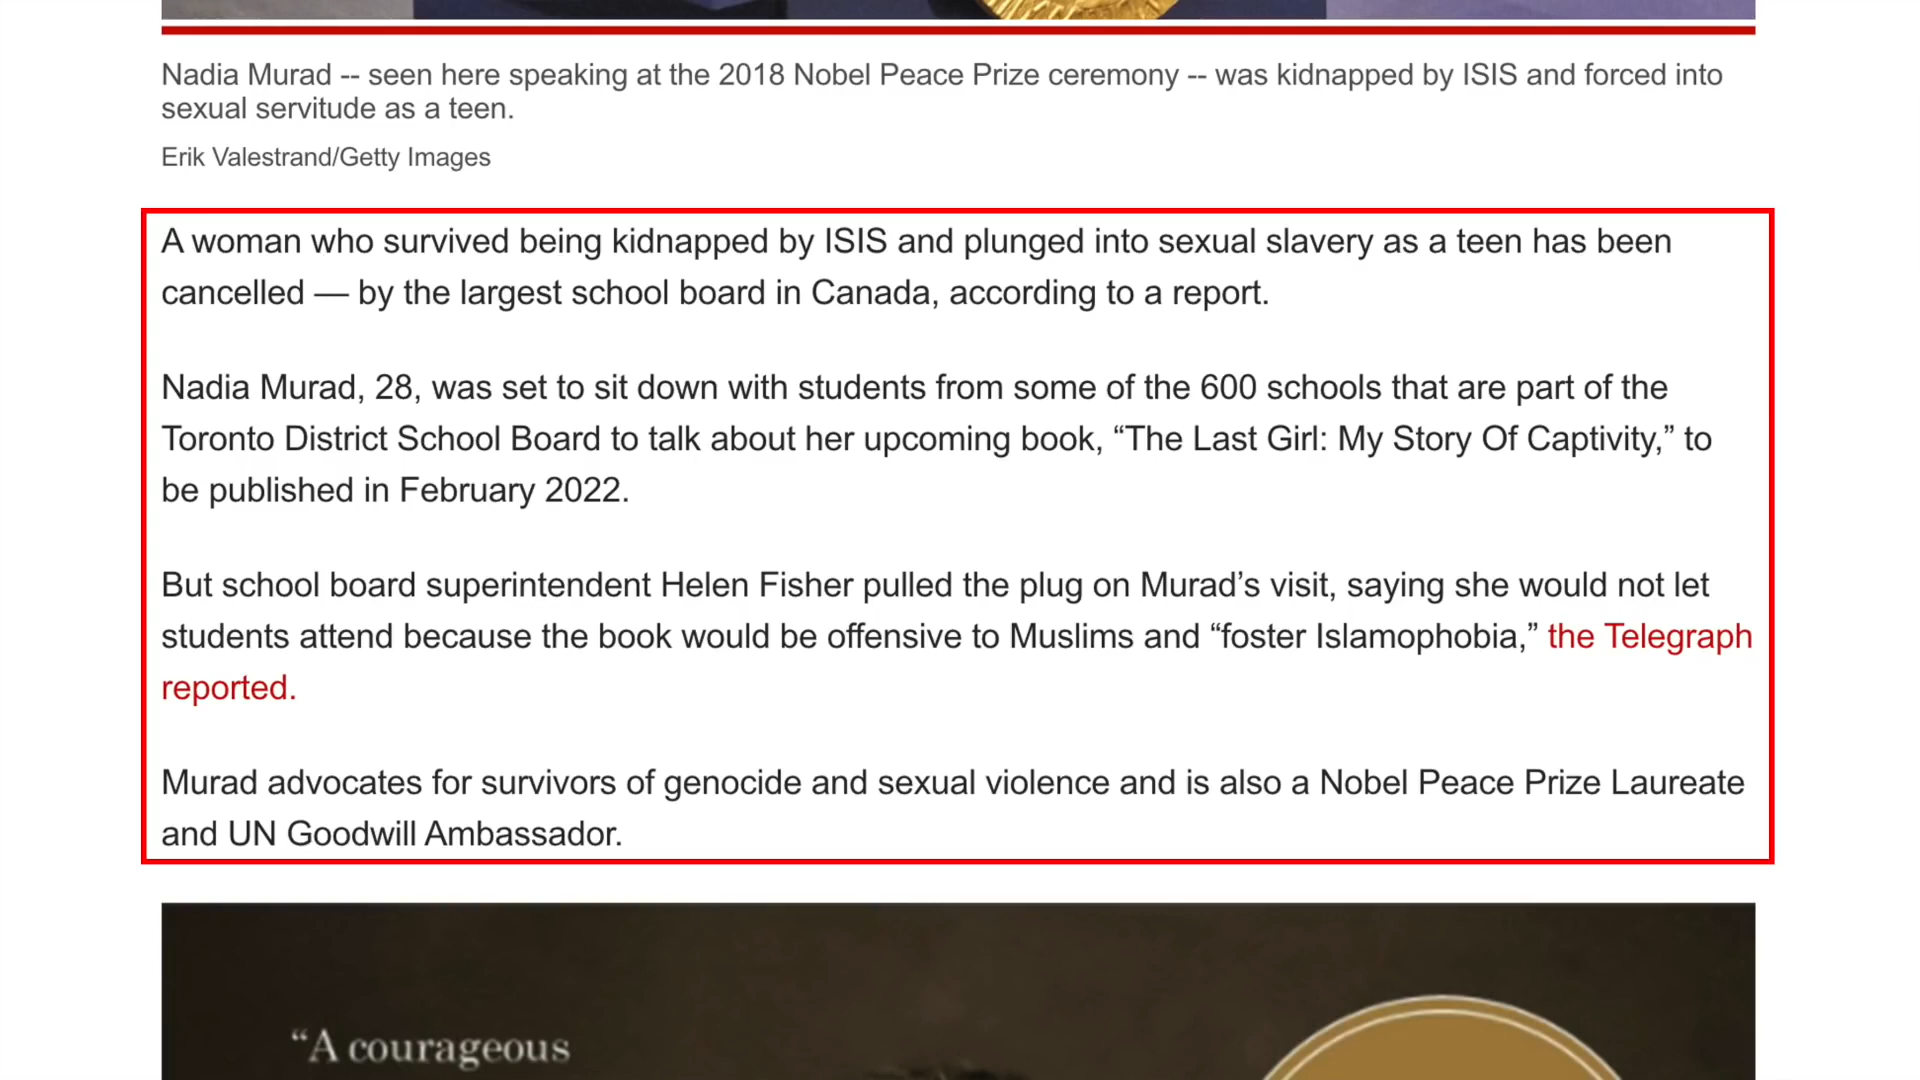 Nadia Murad -- seen here speaking at the 2018 Nobel Peace Prize ceremony -- was kidnapped by ISIS and forced into
sexual servitude as a teen.
Erik Valestrand/Getty Images
A woman who survived being kidnapped by ISIS and plunged into sexual slavery as a teen has been
cancelled — by the largest school board in Canada, according to a report.
Nadia Murad, 28, was set to sit down with students from some of the 600 schools that are part of the
Toronto District School Board to talk about her upcoming book, “The Last Girl: My Story Of Captivity,” to
be published in February 2022.
But school board superintendent Helen Fisher pulled the plug on Murad’s visit, saying she would not let
students attend because the book would be offensive to Muslims and “foster Islamophobia,” the Telegraph
reported.
Murad advocates for survivors of genocide and sexual violence and is also a Nobel Peace Prize Laureate
and UN Goodwill Ambassador.
“A courageous